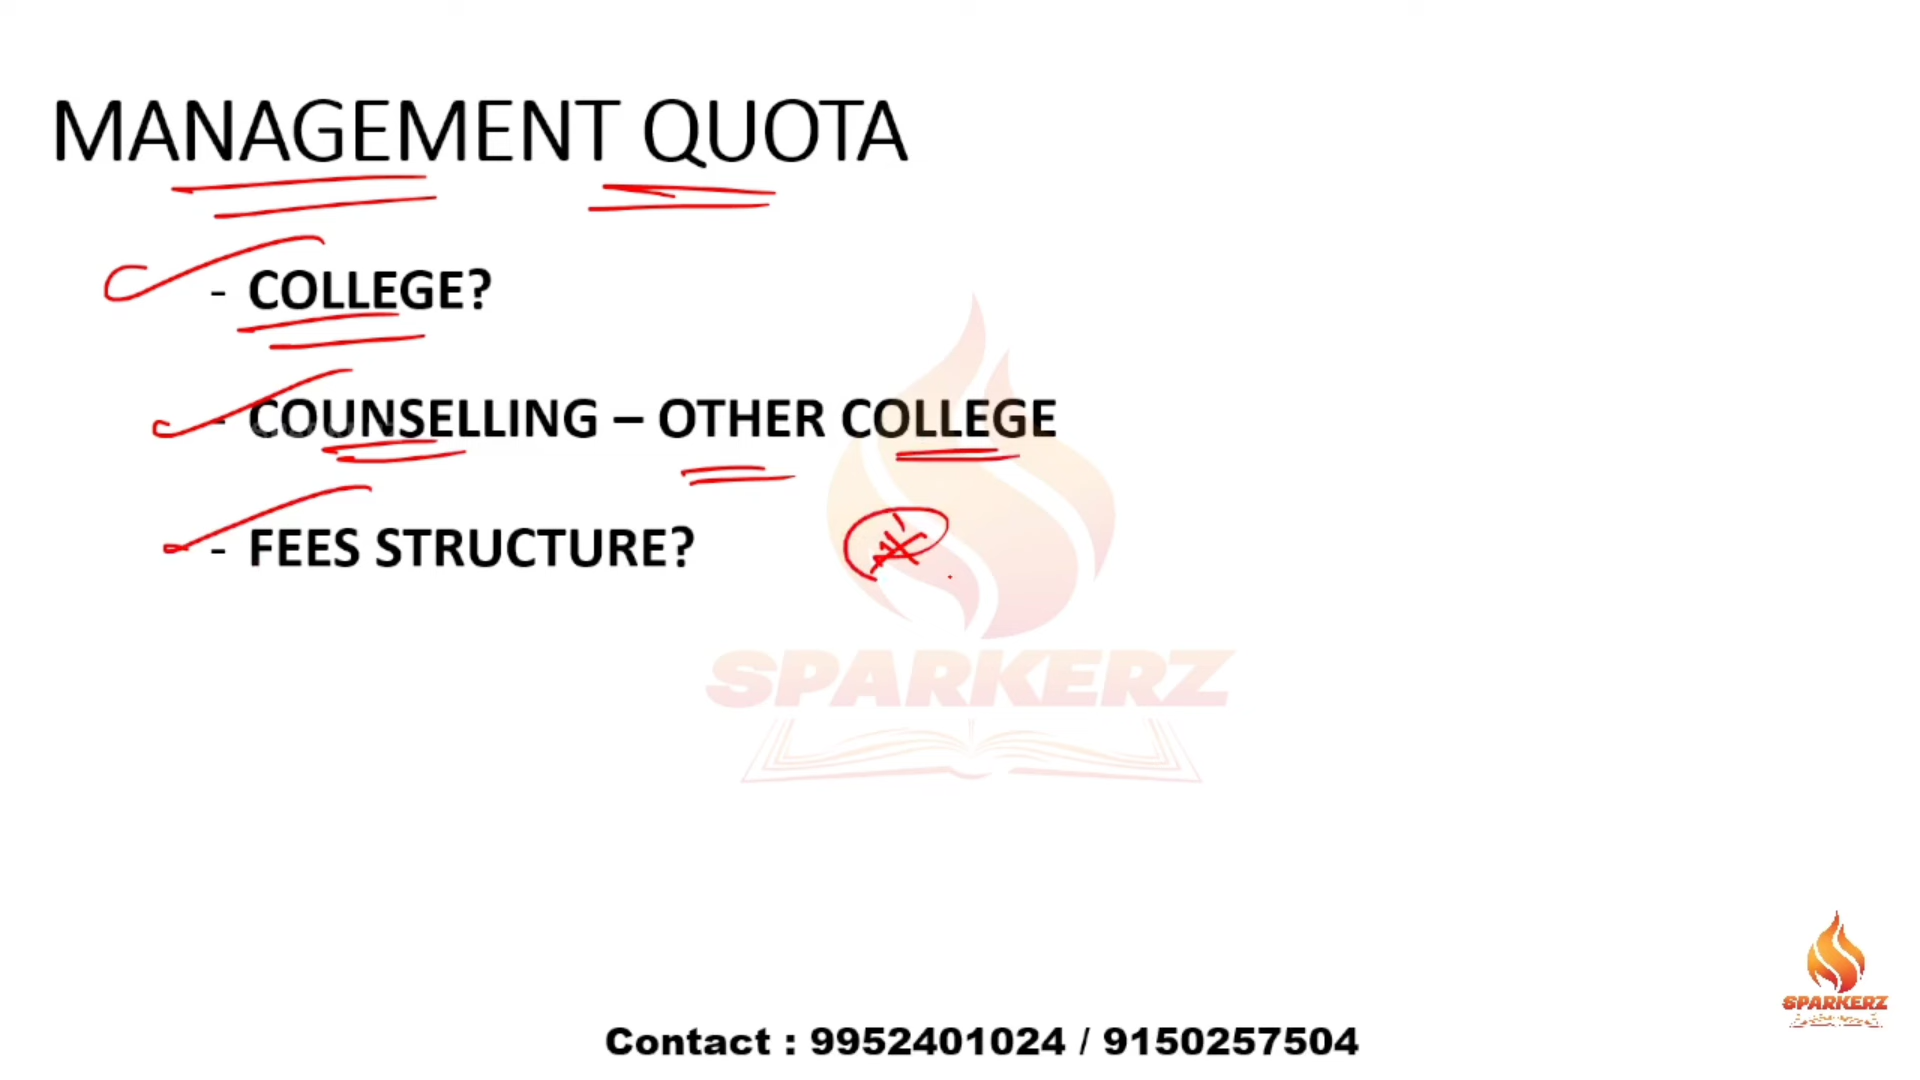 MANAGEMENT QUOTA
- COLLEGE?
- COUNSELLING – OTHER COLLEGE
- FEES STRUCTURE?
SPARKERZ
SPARKERZ
Contact : 9952401024 / 9150257504